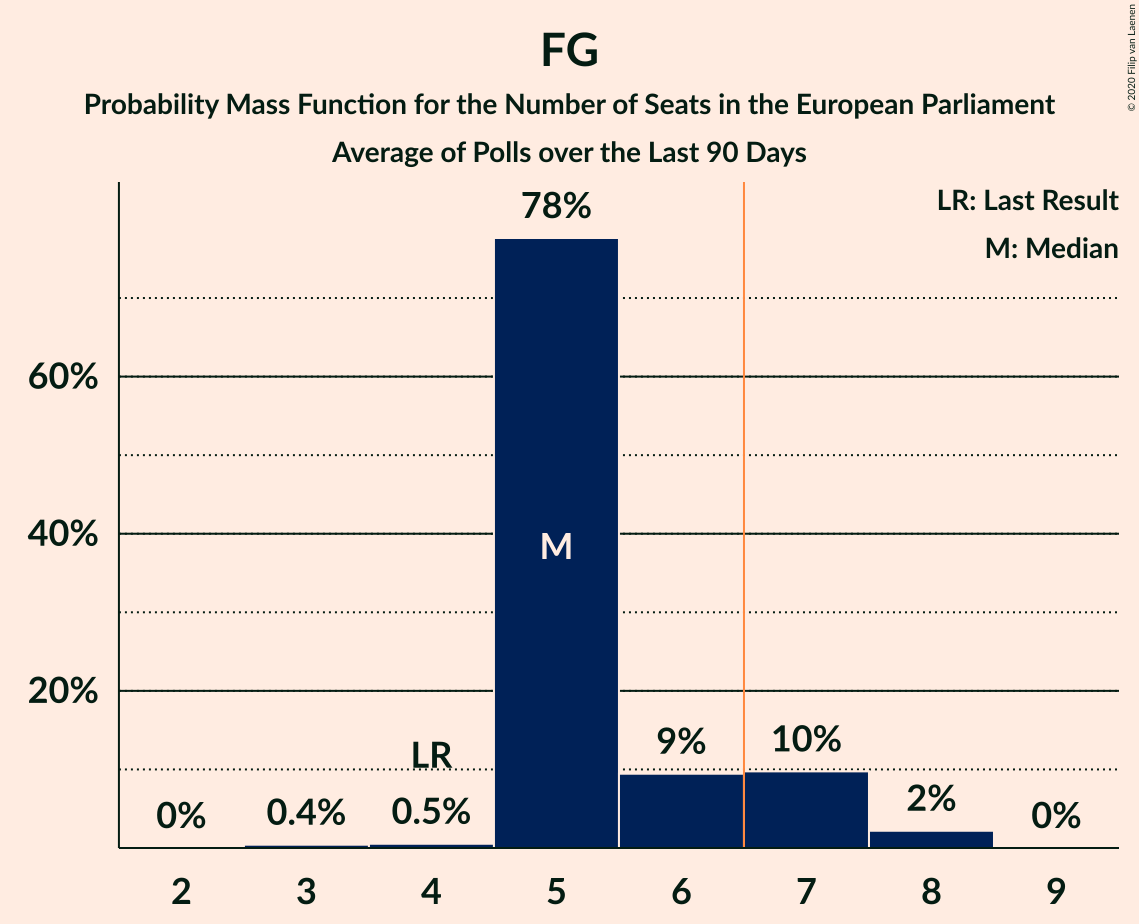 FG
Probability Mass Function for the Number of Seats in the European Parliament
Average of Polls over the Last 90 Days
© 2020 Filip van Laenen
LR: Last Result
M: Median
78%
60%
40%
M
20%
LR
0%
0.4%
0.5%
9%
10%
2%
0%
2 3 4 5 6 7 8 9